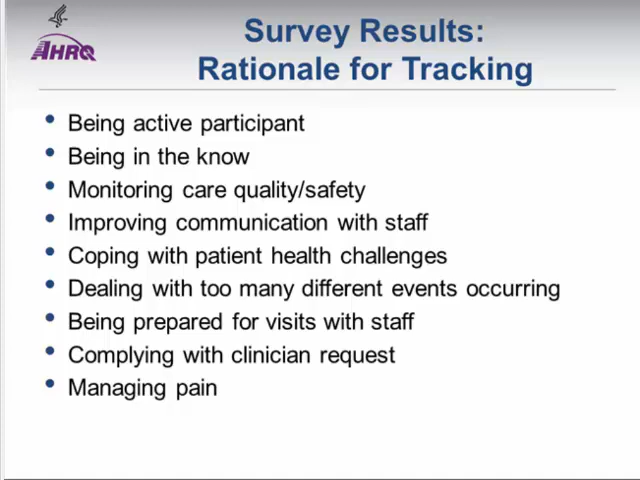 AHRQ
Survey Results:
Rationale for Tracking
• Being active participant
• Being in the know
• Monitoring care quality/safety
• Improving communication with staff
• Coping with patient health challenges
• Dealing with too many different events occurring
• Being prepared for visits with staff
• Complying with clinician request
• Managing pain